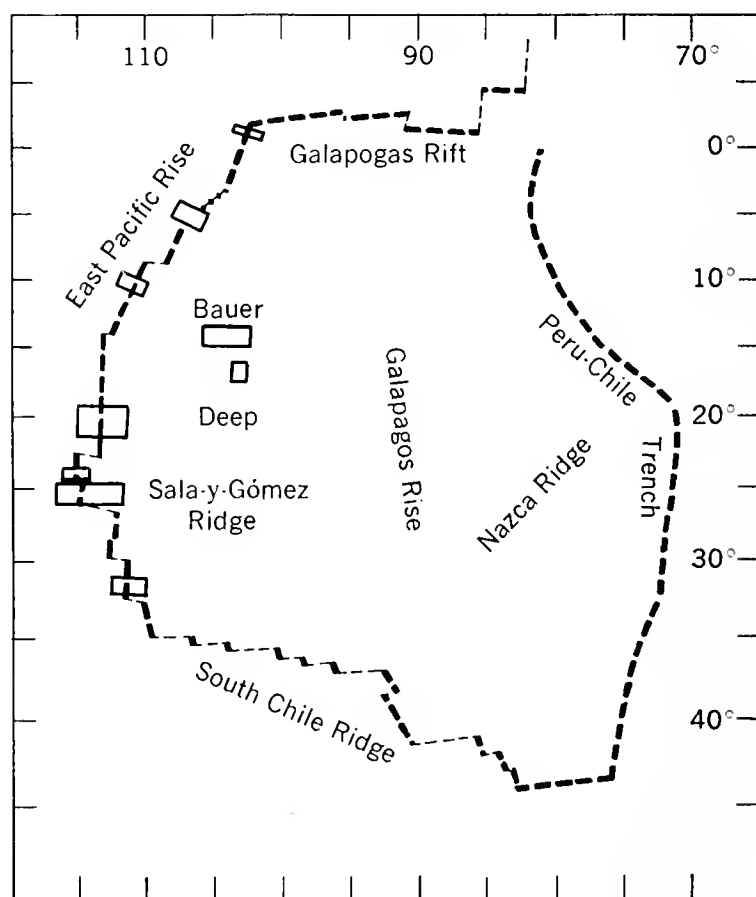 110 90 70°
0°
Galapogas Rift
East Pacific Rise
10°
Bauer
Peru-Chile
Galapagos Rise
Deep
20°
Trench
Sala-y-Gómez
Ridge
Nazca Ridge
30°
South Chile Ridge
40°